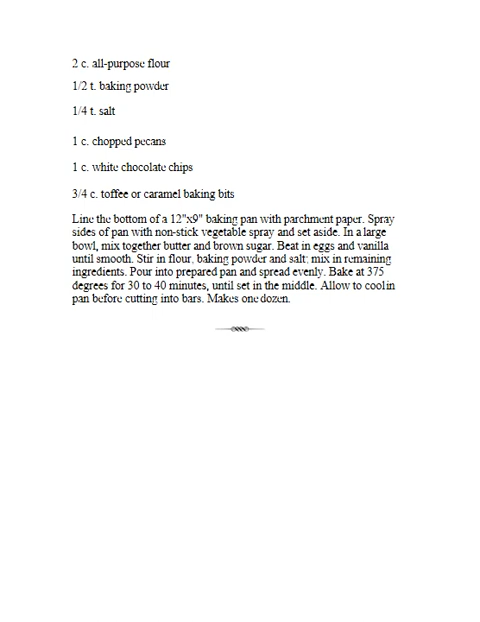 2 c. all-purpose flour
1/2 t. baking powder
1/4 t. salt
1 c. chopped pecans
1 c. white chocolate chips
3/4 c. toffee or caramel baking bits
Line the bottom of a 12"x9" baking pan with parchment paper. Spray
sides of pan with non-stick vegetable spray and set aside. In a large
bowl, mix together butter and brown sugar. Beat in eggs and vanilla
until smooth. Stir in flour, baking powder and salt; mix in remaining
ingredients. Pour into prepared pan and spread evenly. Bake at 375
degrees for 30 to 40 minutes, until set in the middle. Allow to cool in
pan before cutting into bars. Makes one dozen.